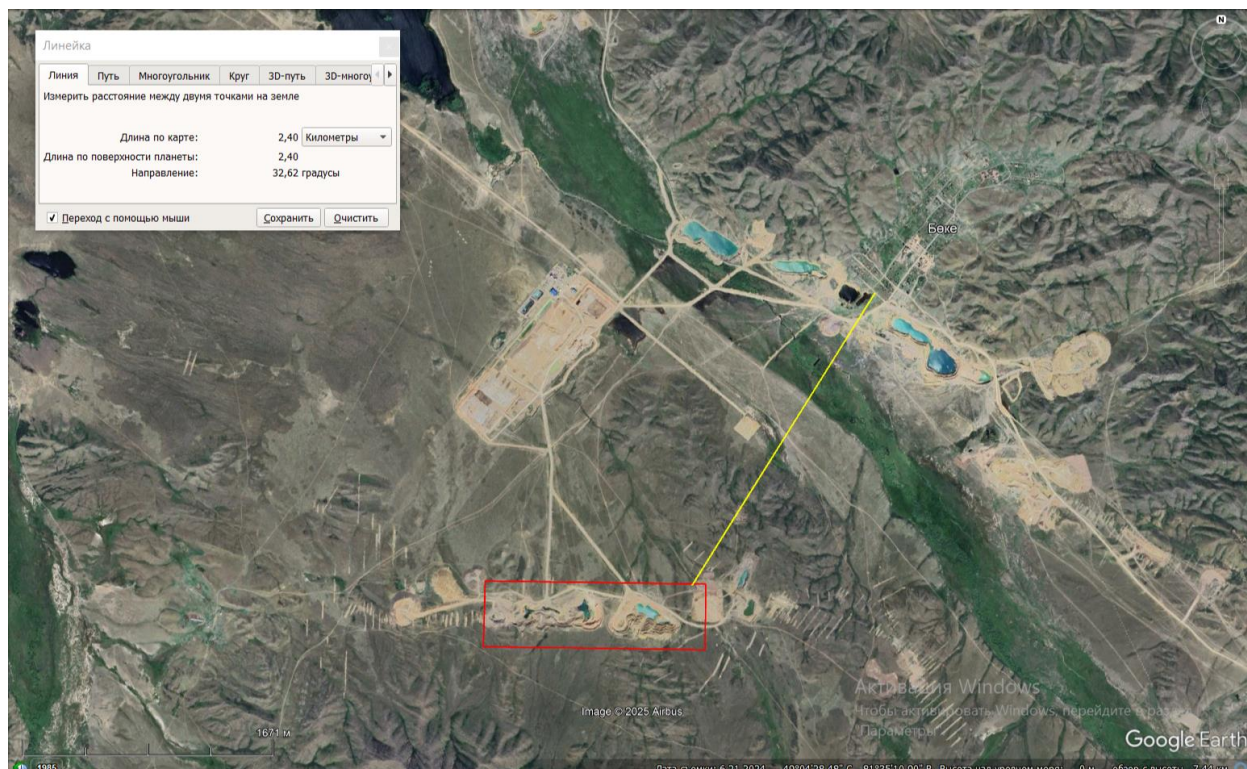 N
Линейка
Линия Путь Многоугольник Круг 3D-путь 3D-многоу
Измерить расстояние между двумя точками на земле
Длина по карте: 2,40 Километры
Длина по поверхности планеты: 2,40
Направление: 32,62 градусы
Переход с помощью мыши Сохранить Очистить
Бөке
Активация Windows
Чтобы активировать Windows, перейдите в раздел
Параметры
Image © 2025 Airbus
1671 м
Google Earth
1985